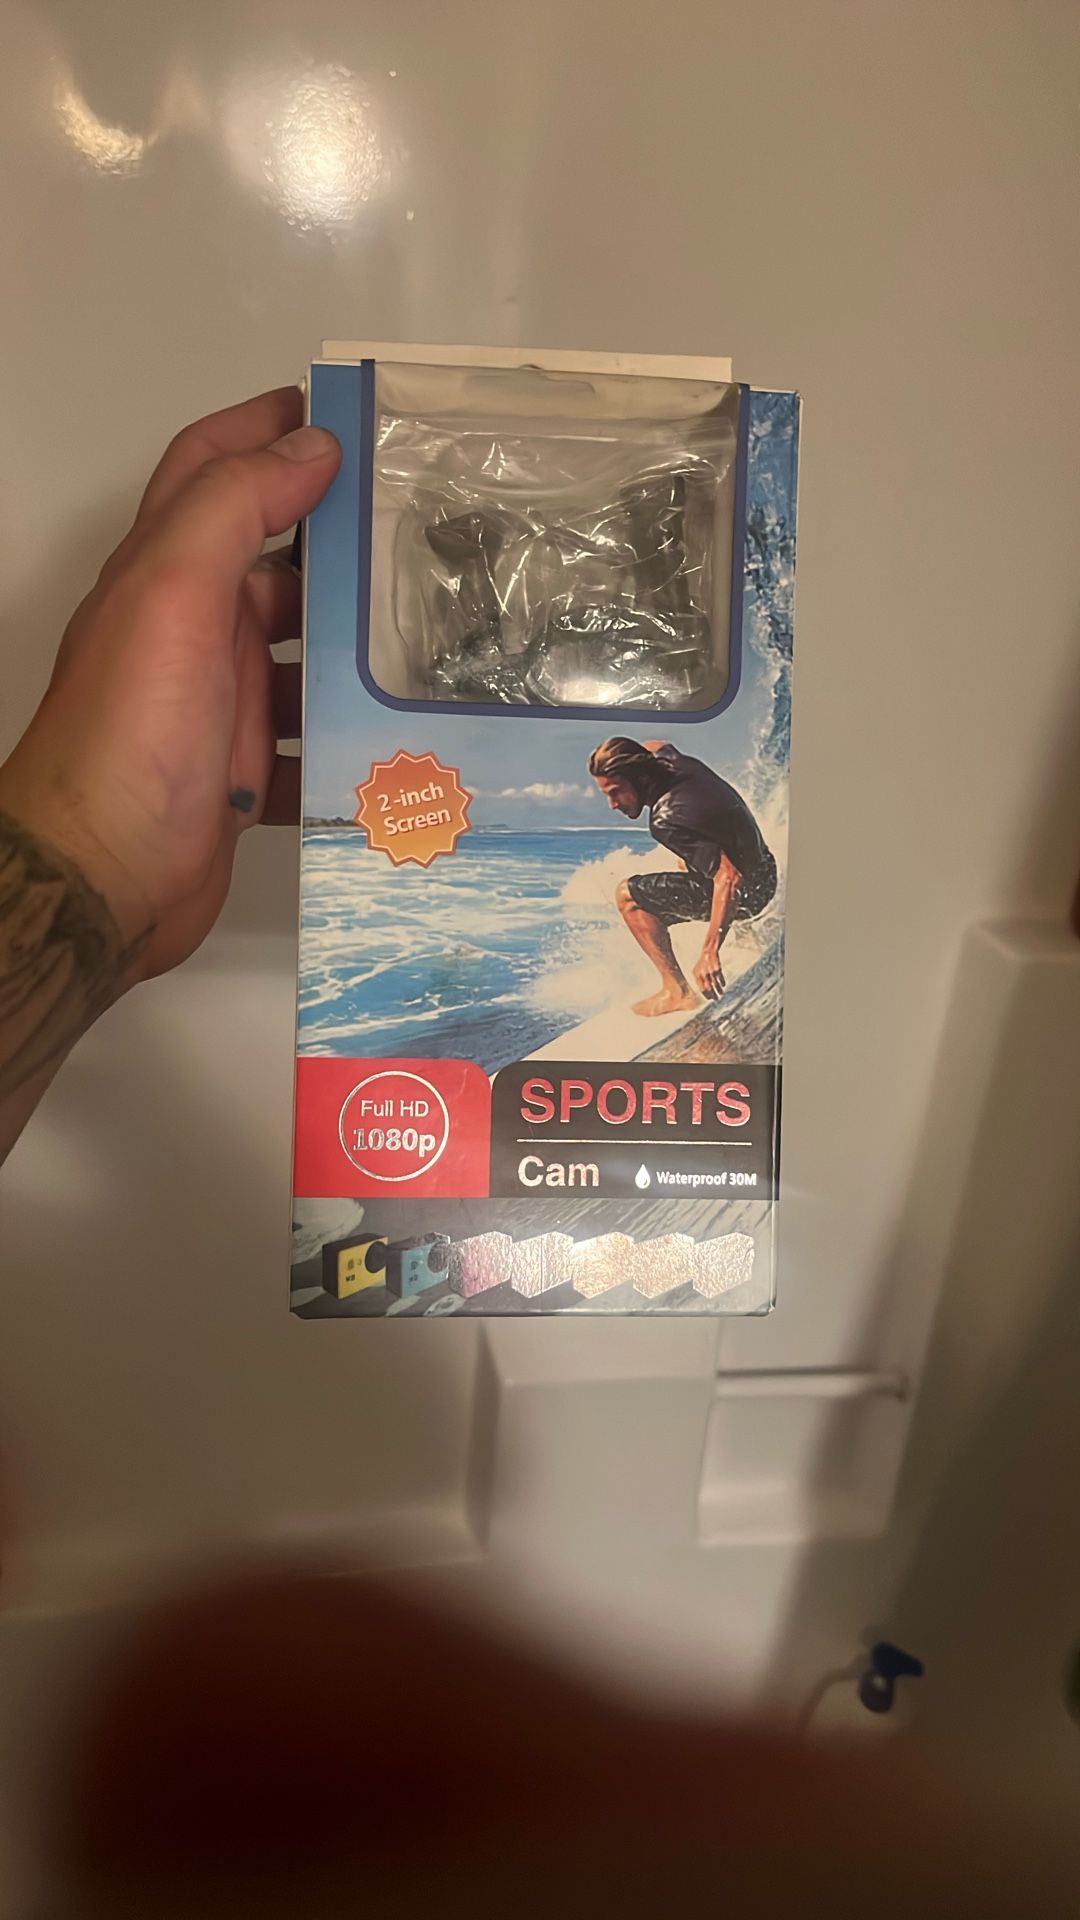 2-inch
Screen
Full HD
1080p
SPORTS
Cam
Waterproof 30M